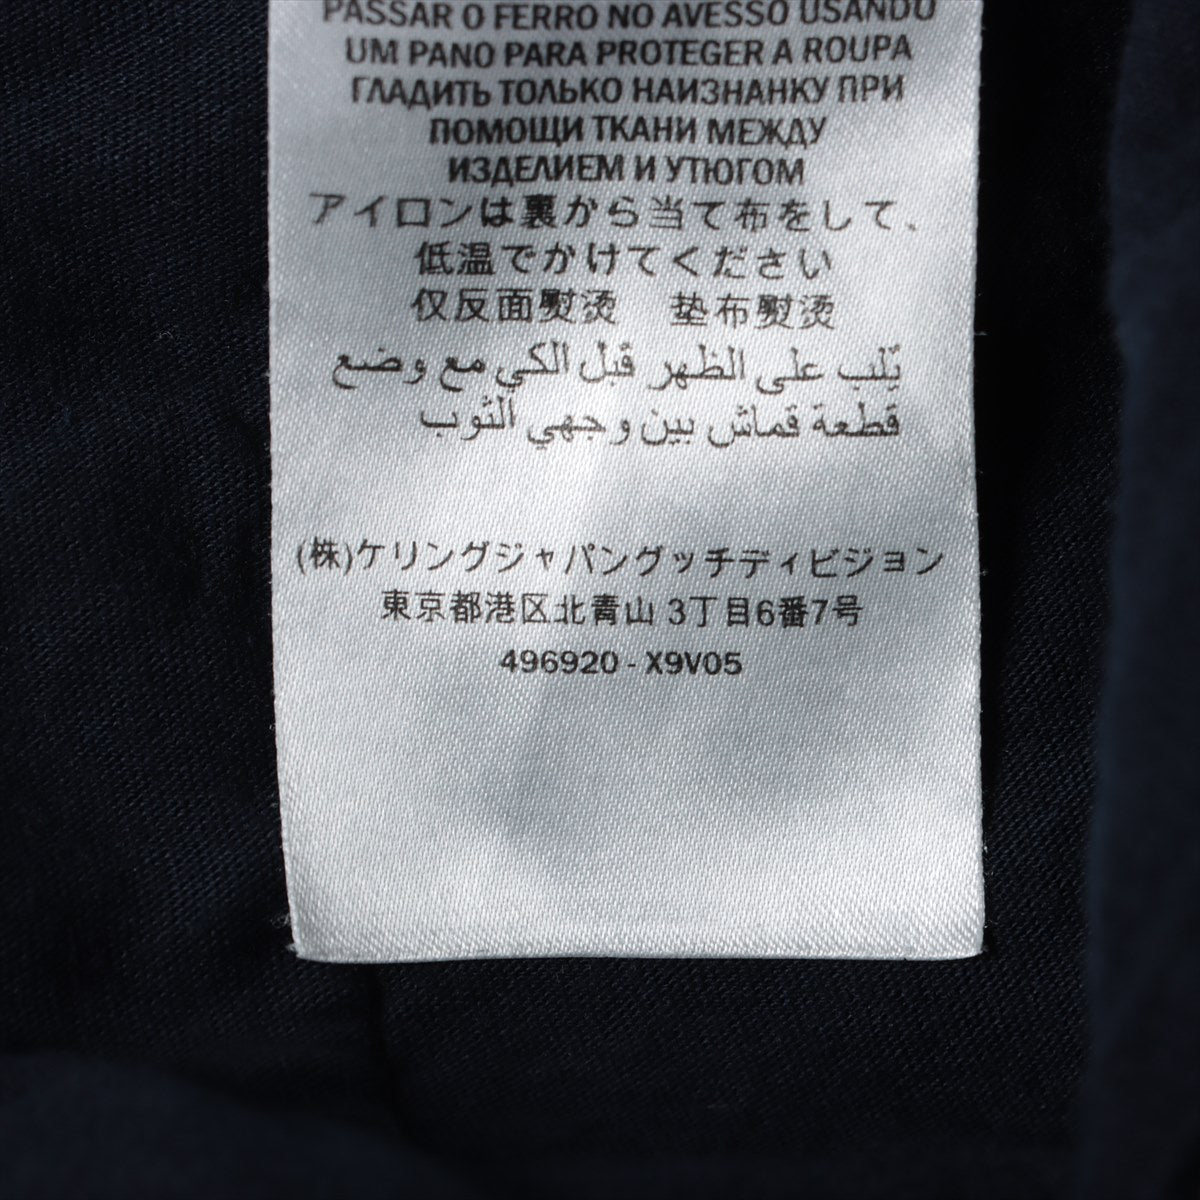 PASSAR O FERRO NO AVESSO USANDO
UM PANO PARA PROTEGER A ROUPA
ГЛАДИТЬ ТОЛЬКО НАИЗНАНКУ ПРИ
ПОМОЩИ ТКАНИ МЕЖДУ
ИЗДЕЛИЕМ И УТЮГОМ
アイロンは裏から当て布をして、
低温でかけてください
仅反面熨烫 垫布熨烫
يّلب على الظهر قبل الكي مع وضع
قطعة قماش بين وجهي الثوب
(株)ケリングジャパングッチディビジョン
東京都港区北青山 3丁目6番7号
496920 - X9V05